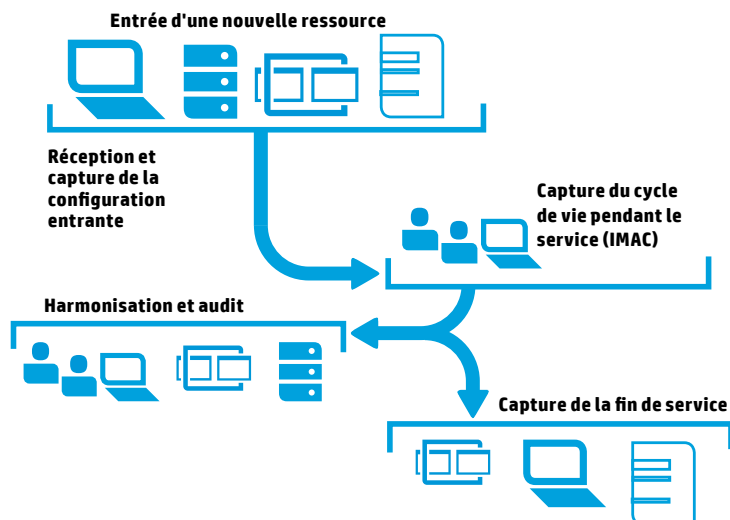 Entrée d'une nouvelle ressource
Réception et
capture de la
configuration
entrante
Capture du cycle
de vie pendant le
service (IMAC)
Harmonisation et audit
Capture de la fin de service